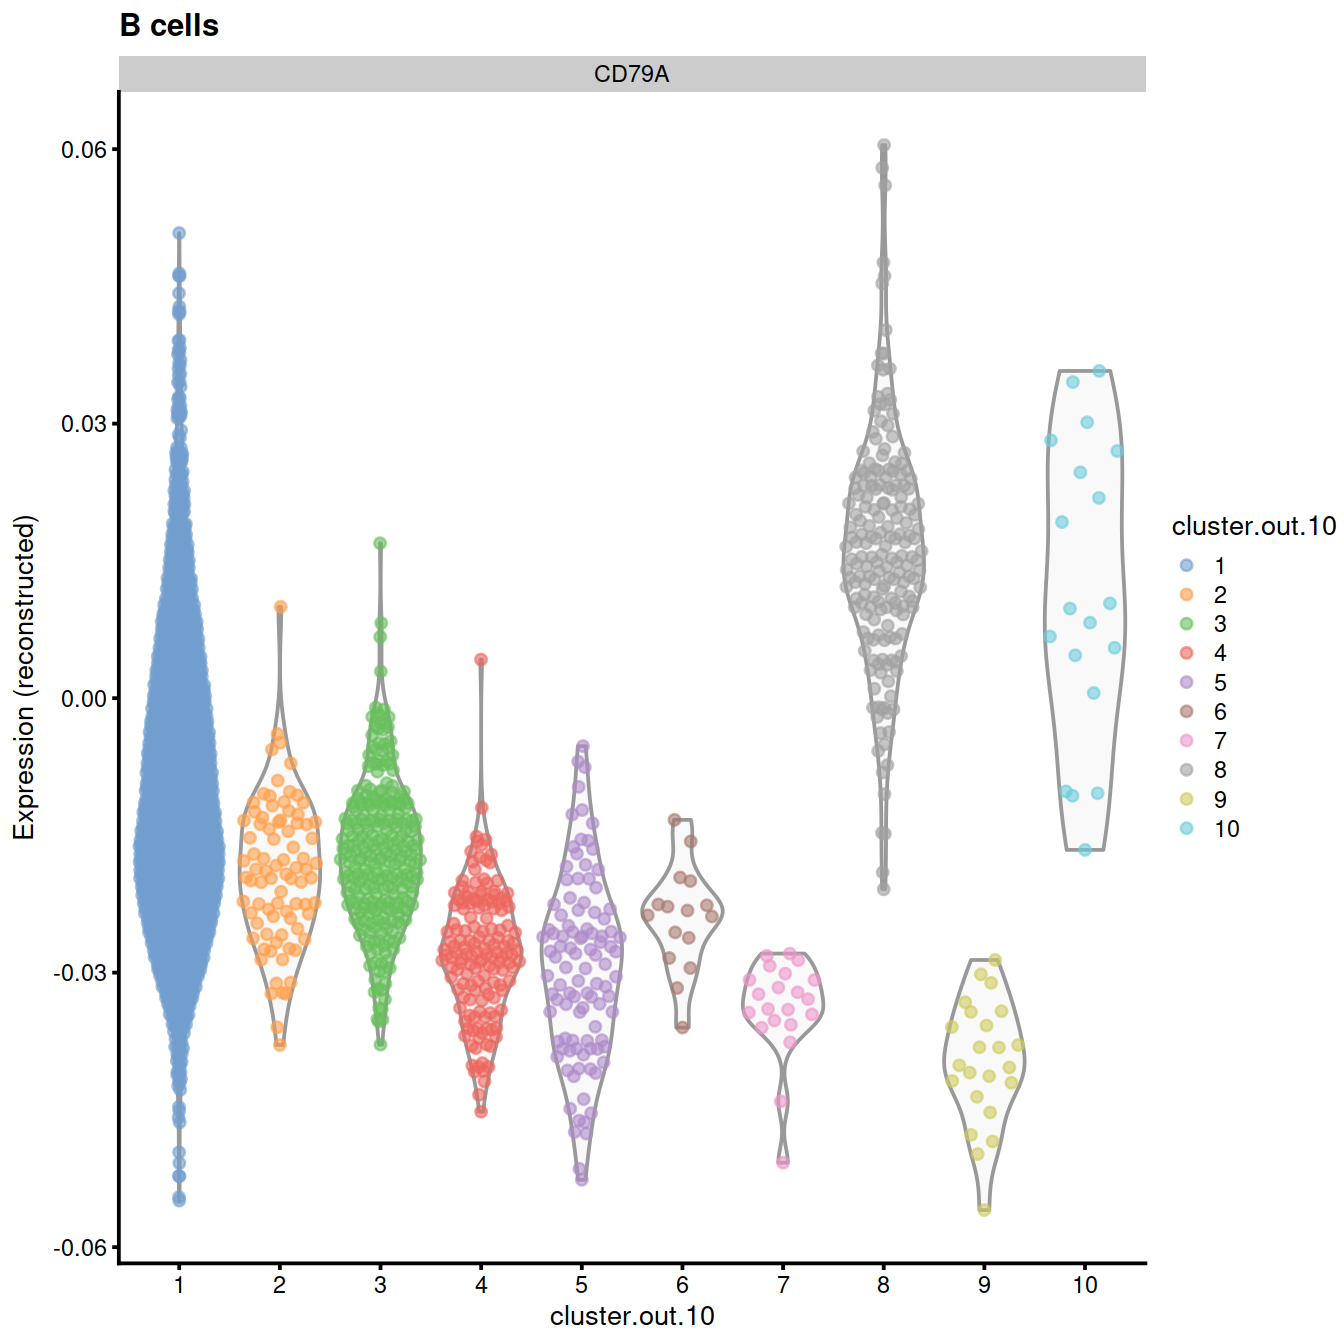 B cells
CD79A
0.06
0.03
0.00
-0.03
-0.06
Expression (reconstructed)
1 2 3 4 5 6 7 8 9 10
cluster.out.10
cluster.out.10
1
2
3
4
5
6
7
8
9
10